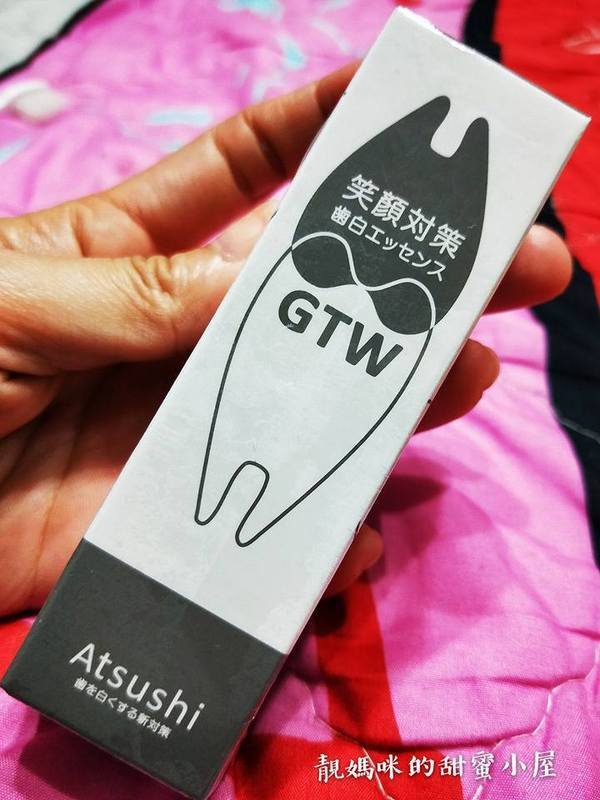 笑顔対策
歯白エッセンス
GTW
Atsushi
歯を白くする新対策
靚媽咪的甜蜜小屋